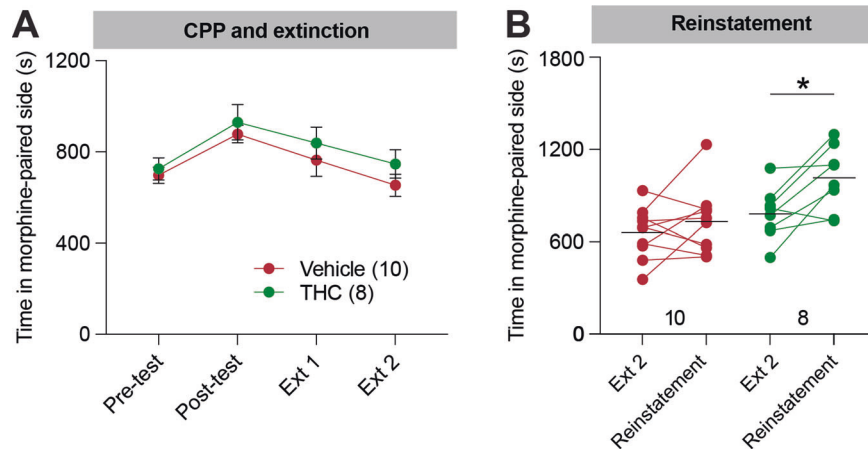 A
CPP and extinction
Time in morphine-paired side (s)
1200
800
400
0
Vehicle (10)
THC (8)
Pre-test
Post-test
Ext 1
Ext 2
B
Reinstatement
Time in morphine-paired side (s)
1800
1200
600
0
*
10
8
Ext 2
Reinstatement
Ext 2
Reinstatement